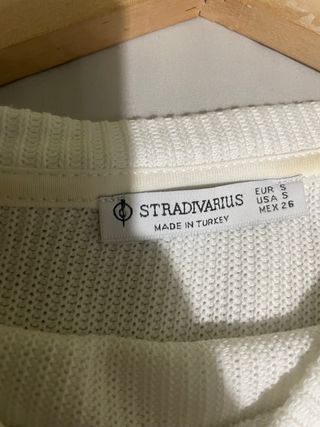 STRADIVARIUS
MADE IN TURKEY
EUR S
USA S
MEX 26